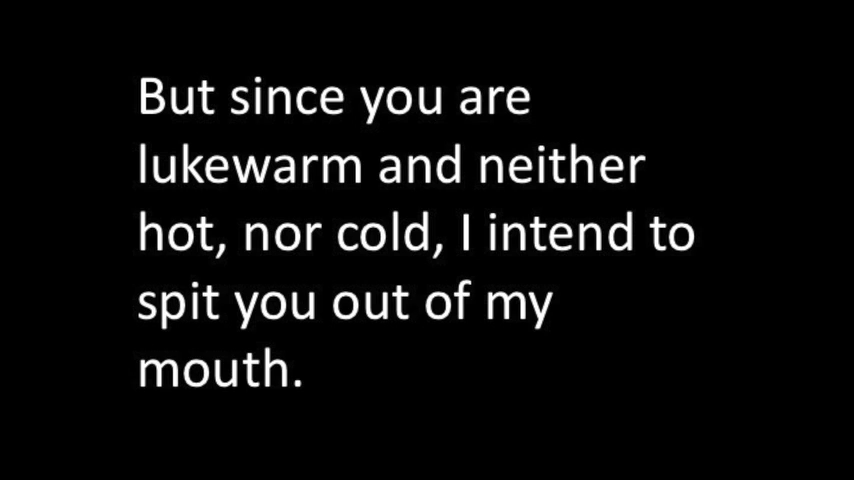 But since you are
lukewarm and neither
hot, nor cold, I intend to
spit you out of my
mouth.